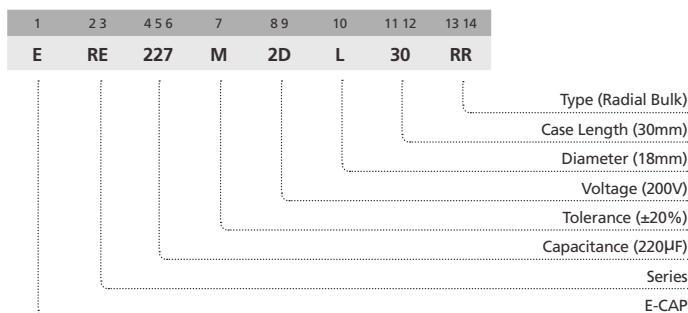 1 2 3 4 5 6 7 8 9 10 11 12 13 14
E RE 227 M 2D L 30 RR
Type (Radial Bulk)
Case Length (30mm)
Diameter (18mm)
Voltage (200V)
Tolerance (±20%)
Capacitance (220µF)
Series
E-CAP